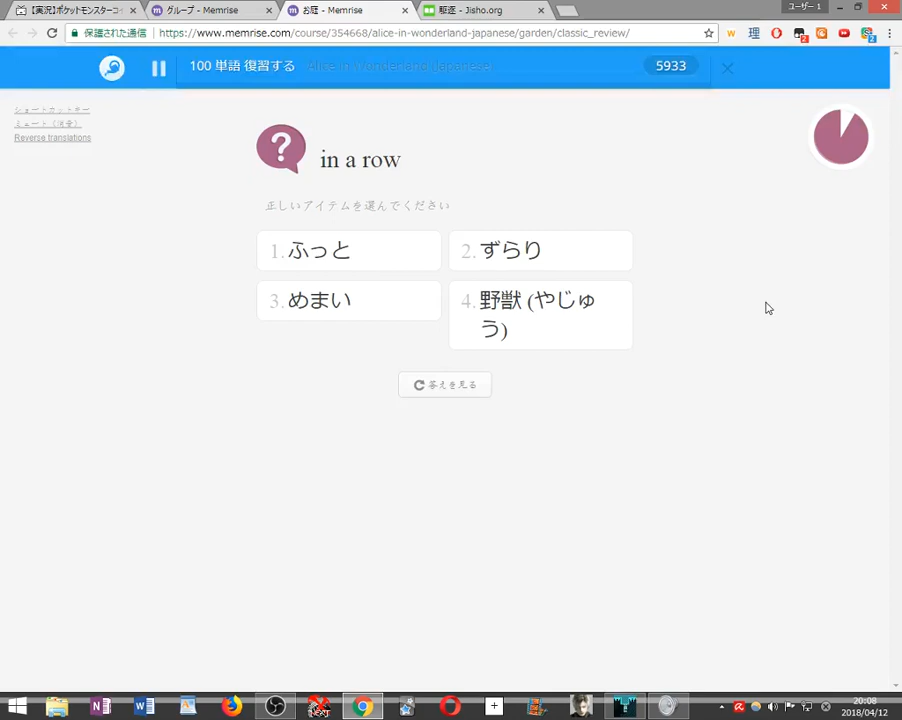 【実況】ポケットモンスターコイ
グループ - Memrise
お庭 - Memrise
駆逐 - Jisho.org
ユーザー 1
保護された通信
https://www.memrise.com/course/354668/alice-in-wonderland-japanese/garden/classic_review/
100 単語 復習する
Alice in Wonderland Japanese
5933
ショートカットキー
Reverse translations
in a row
正しいアイテムを選んでください
1. ふっと
2. ずらり
3. めまい
4. 野獣 (やじゅう)
答えを見る
20:08
2018/04/12